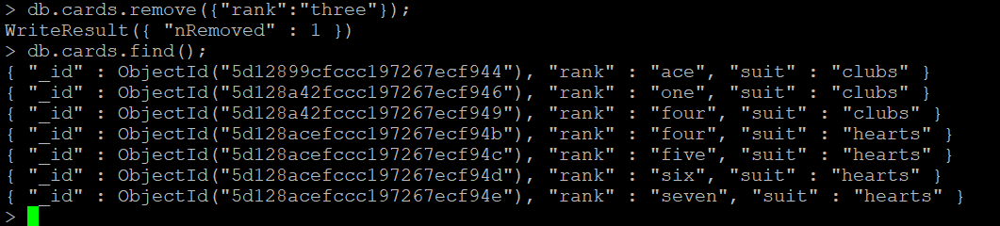 > db.cards.remove({"rank":"three"});
WriteResult({ "nRemoved" : 1 })
> db.cards.find();
{ "_id" : ObjectId("5d12899cfccc197267ecf944"), "rank" : "ace", "suit" : "clubs" }
{ "_id" : ObjectId("5d128a42fccc197267ecf946"), "rank" : "one", "suit" : "clubs" }
{ "_id" : ObjectId("5d128a42fccc197267ecf949"), "rank" : "four", "suit" : "clubs" }
{ "_id" : ObjectId("5d128acefccc197267ecf94b"), "rank" : "four", "suit" : "hearts" }
{ "_id" : ObjectId("5d128acefccc197267ecf94c"), "rank" : "five", "suit" : "hearts" }
{ "_id" : ObjectId("5d128acefccc197267ecf94d"), "rank" : "six", "suit" : "hearts" }
{ "_id" : ObjectId("5d128acefccc197267ecf94e"), "rank" : "seven", "suit" : "hearts" }
>